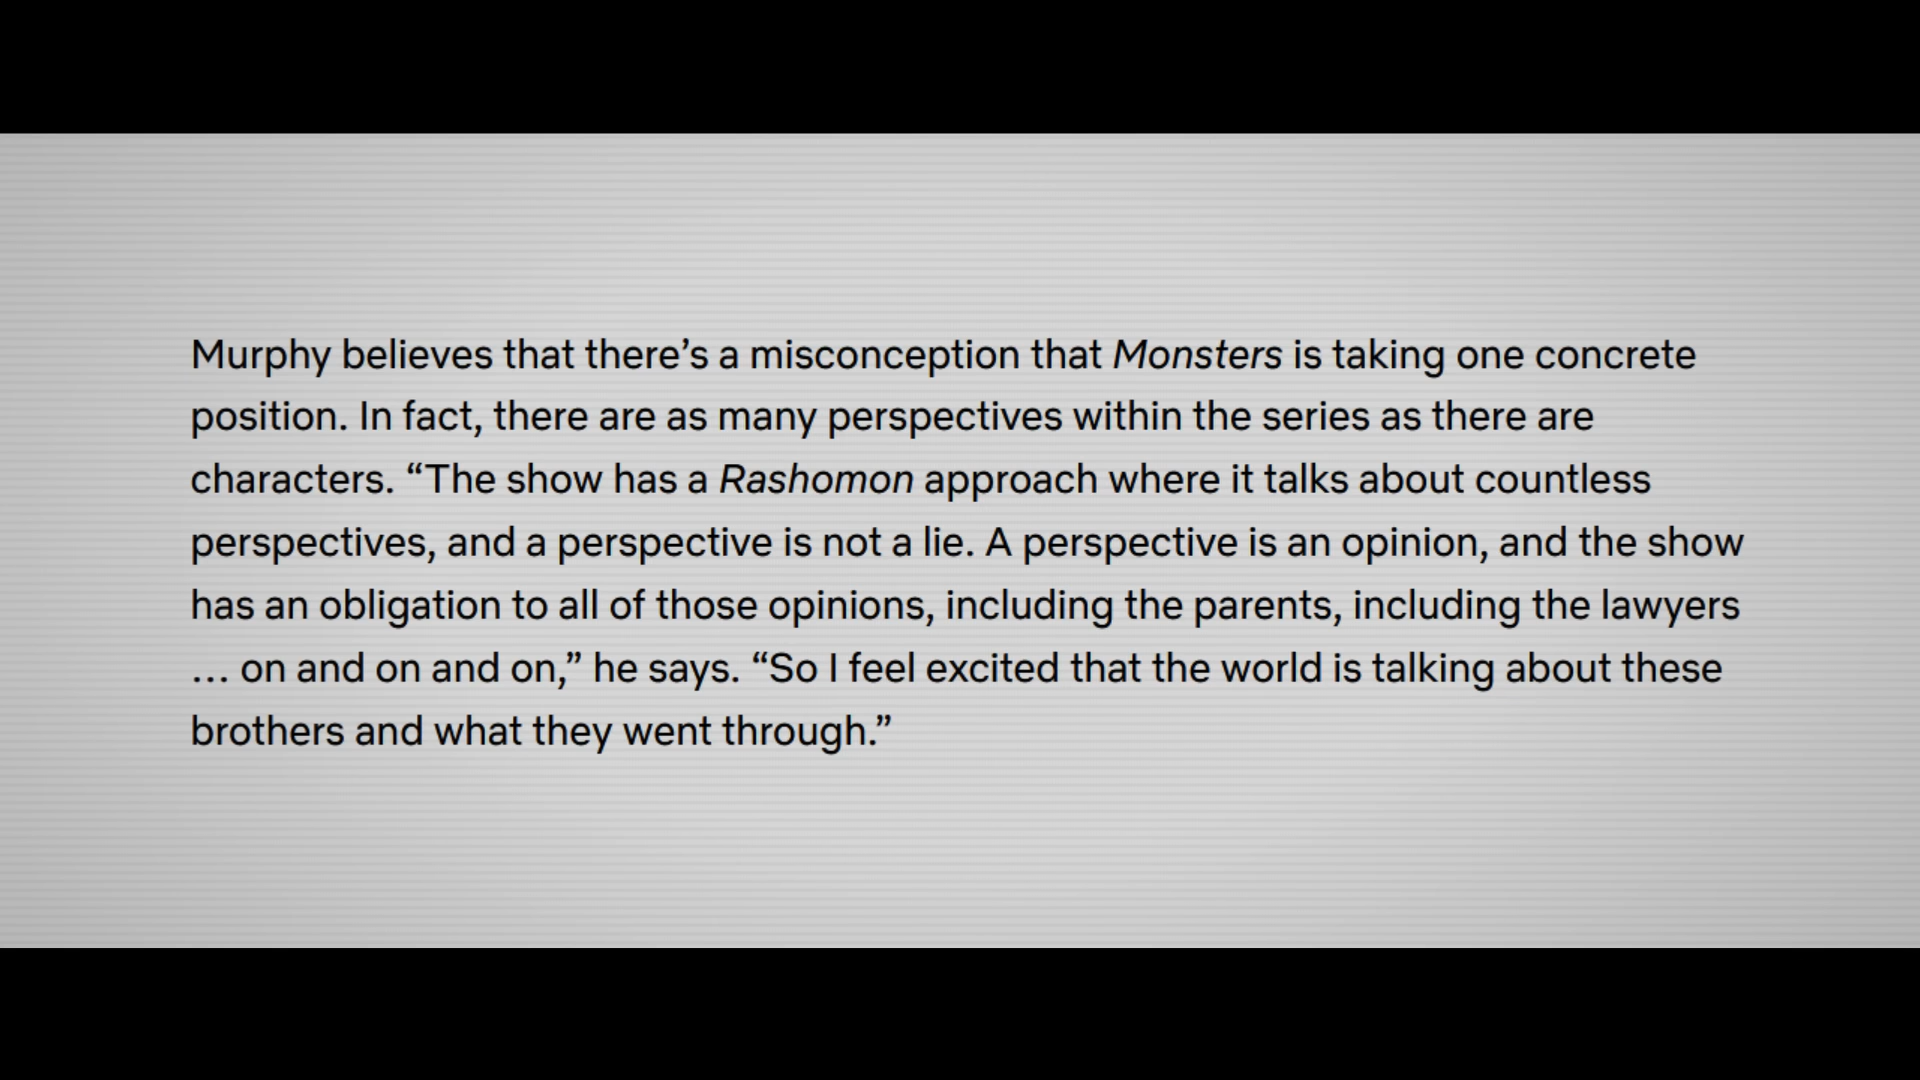 Murphy believes that there’s a misconception that Monsters is taking one concrete
position. In fact, there are as many perspectives within the series as there are
characters. “The show has a Rashomon approach where it talks about countless
perspectives, and a perspective is not a lie. A perspective is an opinion, and the show
has an obligation to all of those opinions, including the parents, including the lawyers
… on and on and on,” he says. “So I feel excited that the world is talking about these
brothers and what they went through.”